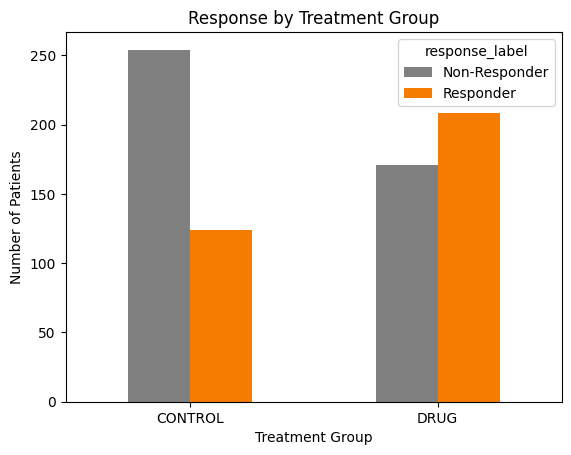 Response by Treatment Group
response_label
Non-Responder
Responder
Number of Patients
250
200
150
100
50
0
CONTROL
DRUG
Treatment Group